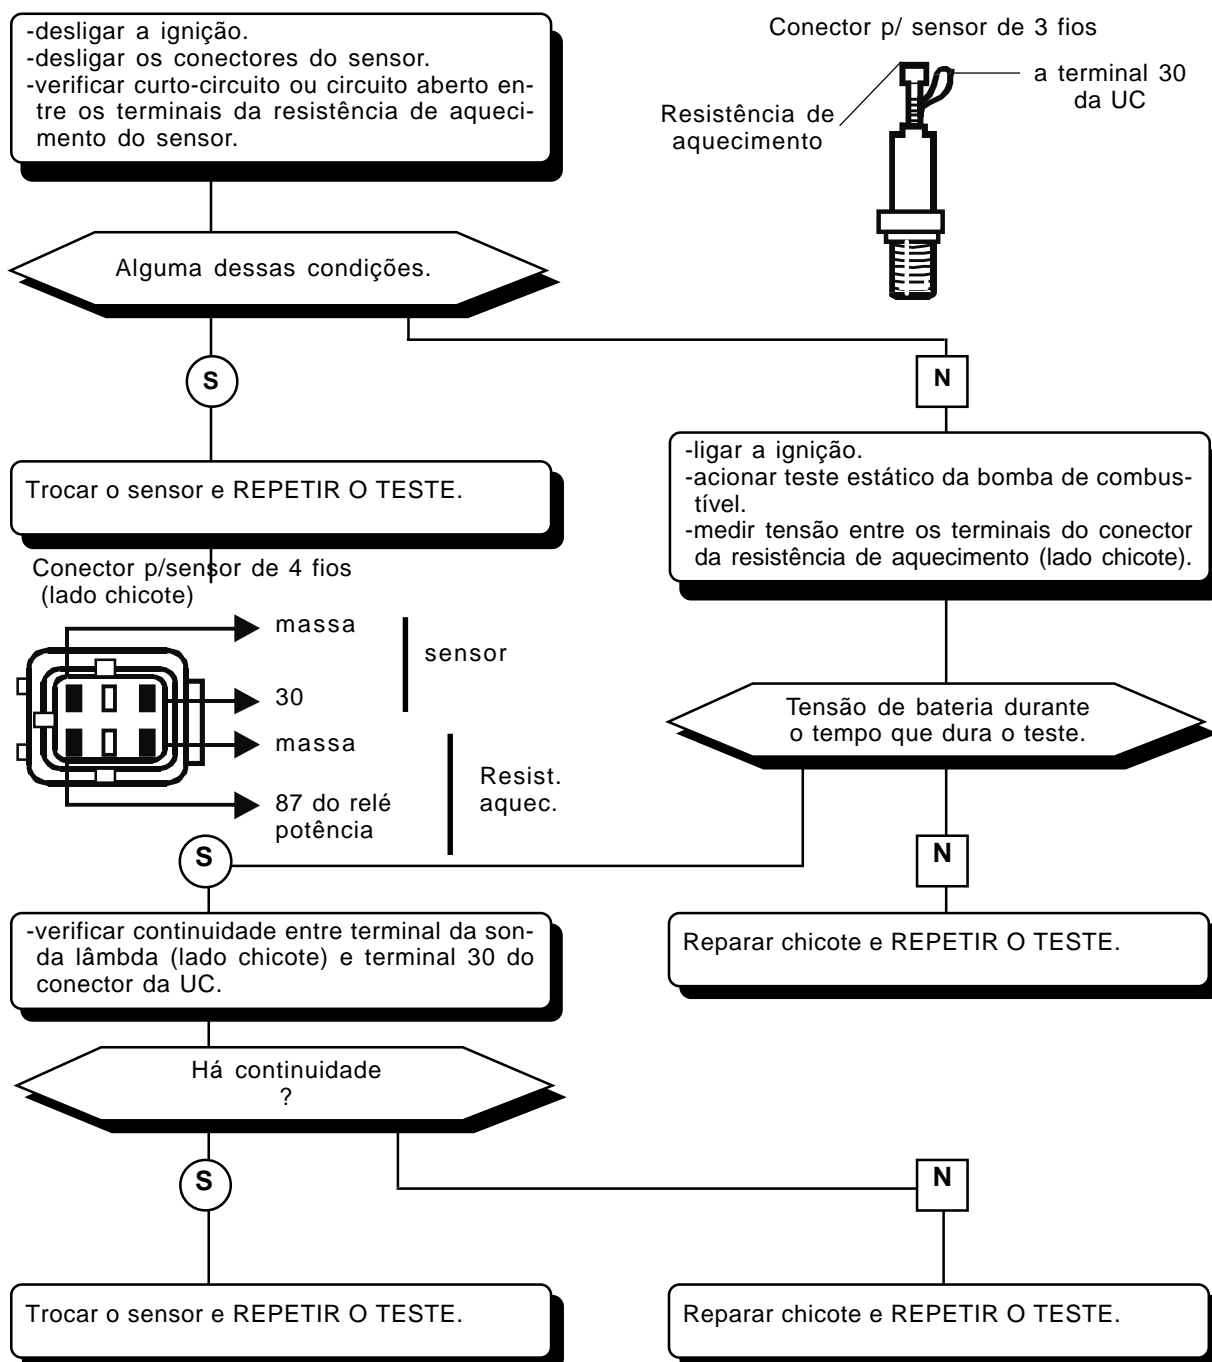 -desligar a ignição.
-desligar os conectores do sensor.
-verificar curto-circuito ou circuito aberto en-
tre os terminais da resistência de aqueci-
mento do sensor.
Conector p/ sensor de 3 fios
a terminal 30
da UC
Resistência de
aquecimento
Alguma dessas condições.
S
N
Trocar o sensor e REPETIR O TESTE.
-ligar a ignição.
-acionar teste estático da bomba de combus-
tível.
-medir tensão entre os terminais do conector
da resistência de aquecimento (lado chicote).
Conector p/sensor de 4 fios
(lado chicote)
massa
sensor
30
massa
Resist.
aquec.
87 do relé
potência
Tensão de bateria durante
o tempo que dura o teste.
S
N
-verificar continuidade entre terminal da son-
da lâmbda (lado chicote) e terminal 30 do
conector da UC.
Reparar chicote e REPETIR O TESTE.
Há continuidade
?
S
N
Trocar o sensor e REPETIR O TESTE.
Reparar chicote e REPETIR O TESTE.